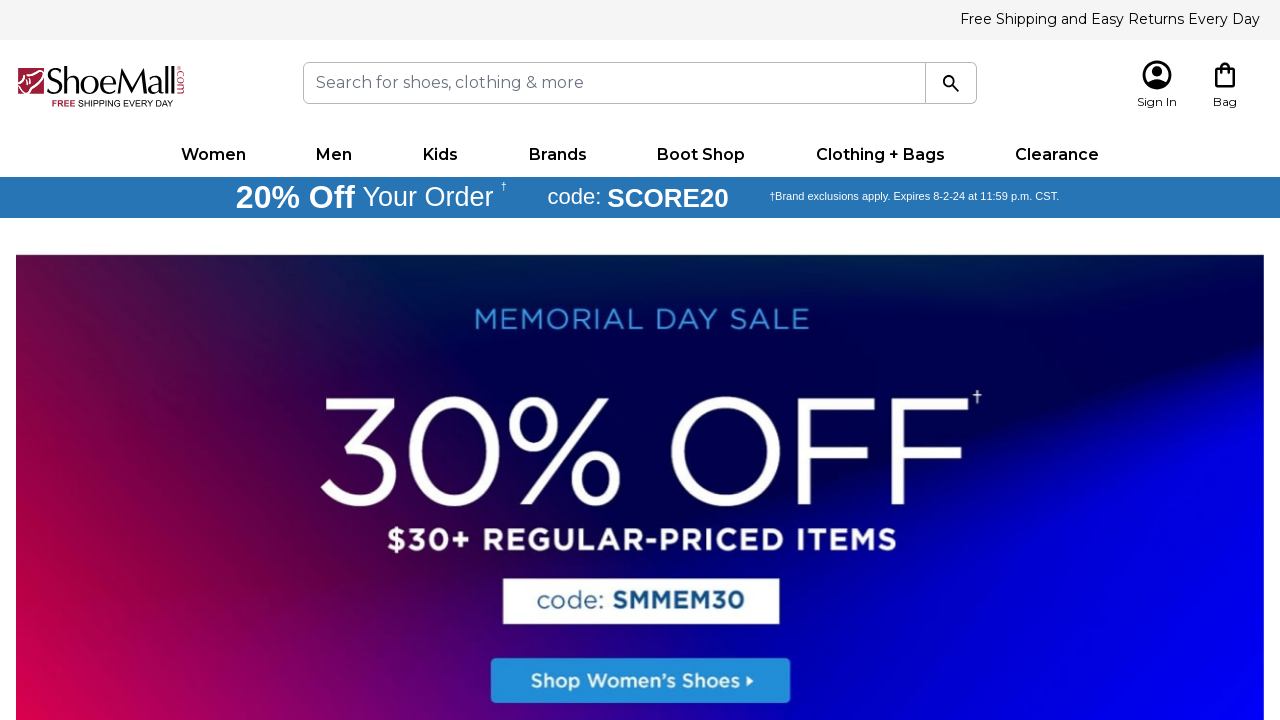 Free Shipping and Easy Returns Every Day
ShoeMall.com®
FREE SHIPPING EVERY DAY
Search for shoes, clothing & more
Sign In
Bag
Women Men Kids Brands Boot Shop Clothing + Bags Clearance
20% Off Your Order † code: SCORE20 †Brand exclusions apply. Expires 8-2-24 at 11:59 p.m. CST.
MEMORIAL DAY SALE
30% OFF†
$30+ REGULAR-PRICED ITEMS
code: SMMEM30
Shop Women's Shoes